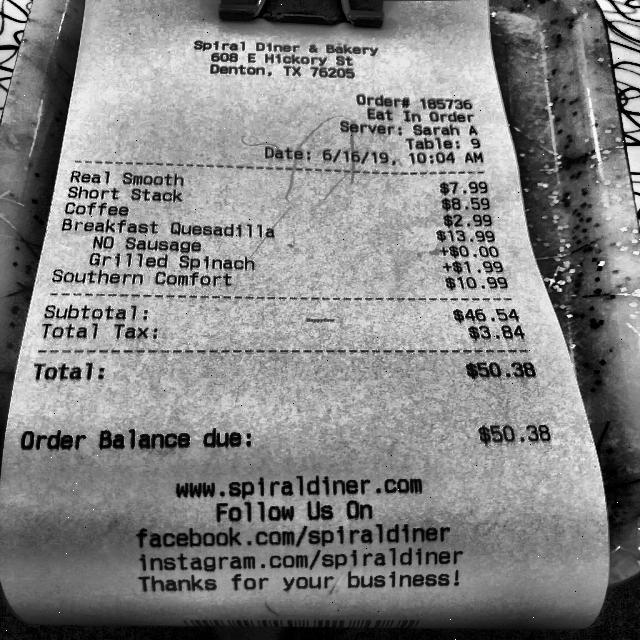 Spiral Diner & Bakery
608 E Hickory St
Denton, TX 76205
Order# 185736
Eat In Order
Server: Sarah A
Table: 9
Date: 6/16/19, 10:04 AM
Real Smooth $7.99
Short Stack $8.59
Coffee $2.99
Breakfast Quesadilla $13.99
NO Sausage +$0.00
Grilled Spinach +$1.99
Southern Comfort $10.99
Subtotal: $46.54
Total Tax: $3.84
Total: $50.38
Order Balance due: $50.38
www.spiraldiner.com
Follow Us On
facebook.com/spiraldiner
instagram.com/spiraldiner
Thanks for your business!